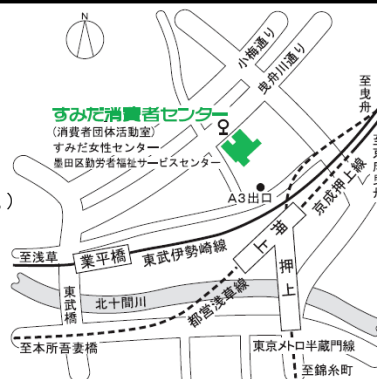 N
小梅通り
曳舟川通り
至曳舟
すみだ消費者センター
(消費者団体活動室)
すみだ女性センター
墨田区勤労者福祉サービスセンター
A3出口
京成押上線
押上
至浅草
業平橋
東武伊勢崎線
押上
東武橋
北十間川
都営浅草線
至本所吾妻橋
東京メトロ半蔵門線
至錦糸町